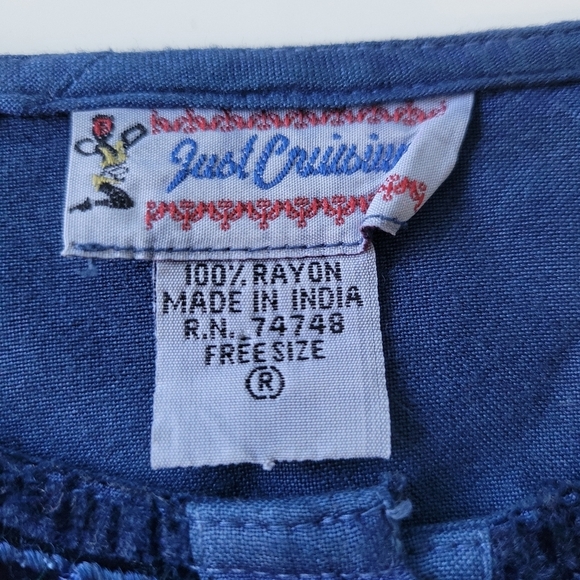 Just Cruisin
100% RAYON
MADE IN INDIA
R.N. 74748
FREE SIZE
®